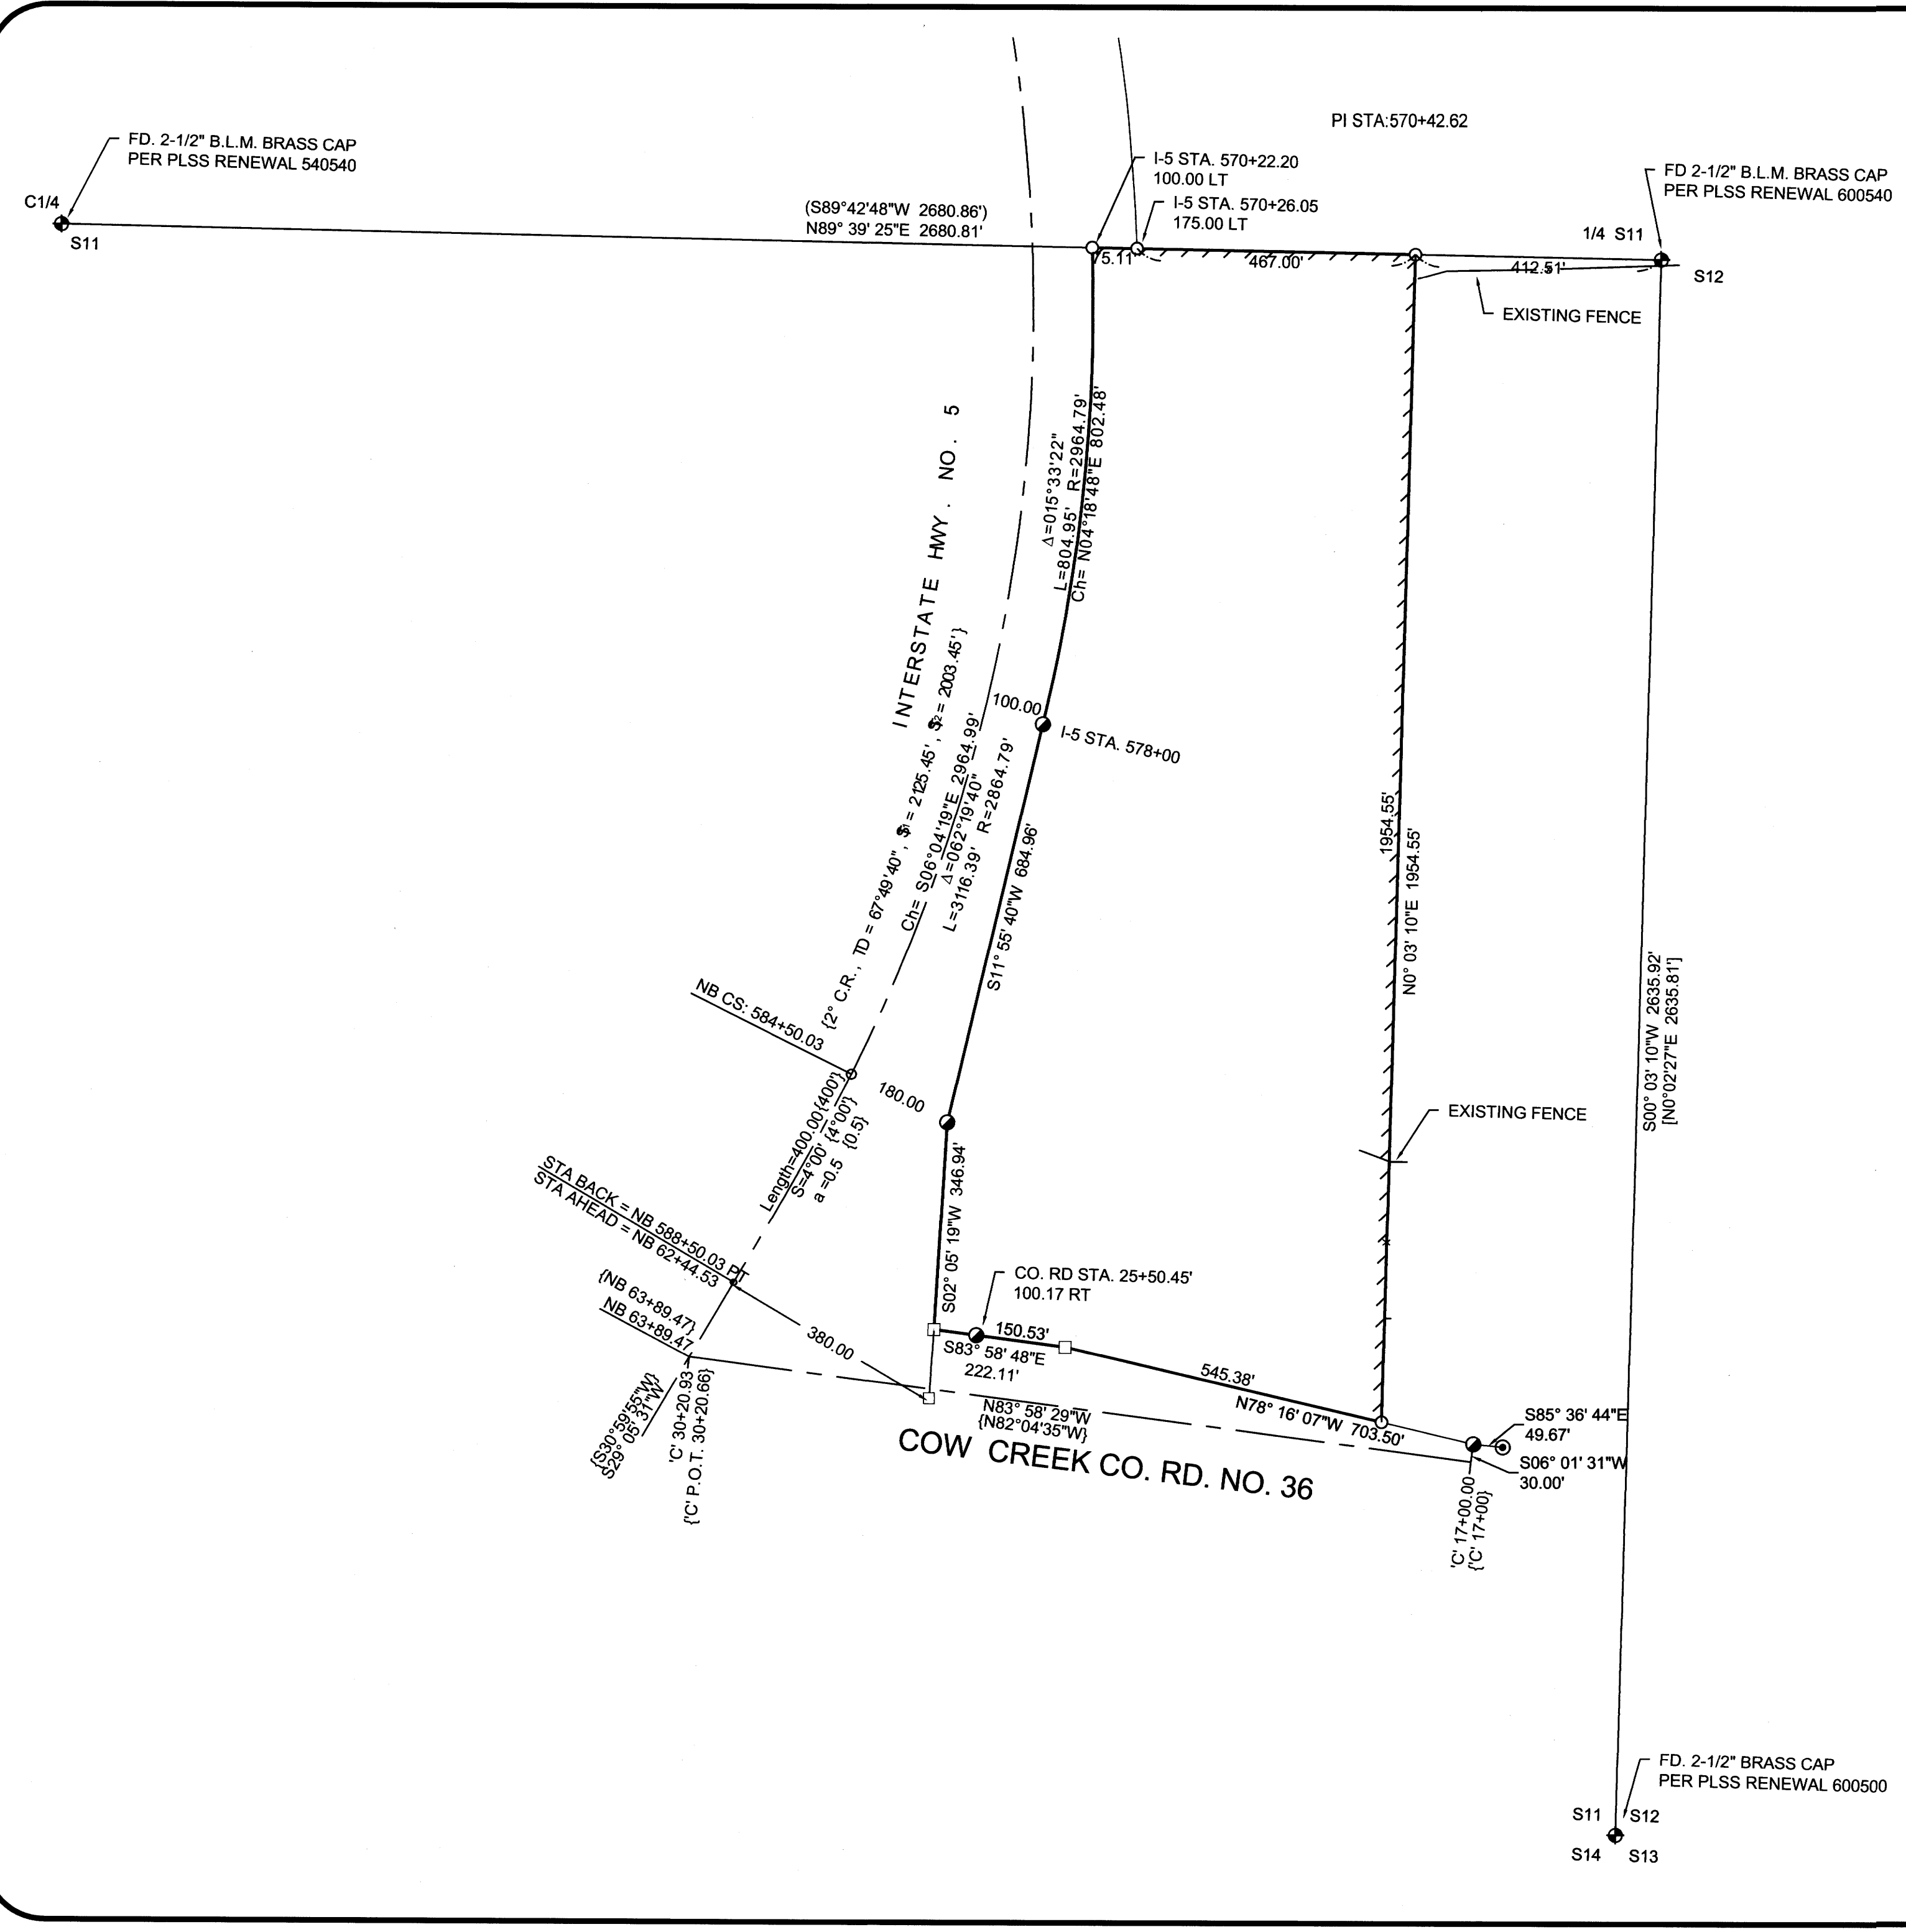 PI STA:570+42.62
FD. 2-1/2" B.L.M. BRASS CAP
PER PLSS RENEWAL 540540
I-5 STA. 570+22.20
100.00 LT
FD 2-1/2" B.L.M. BRASS CAP
PER PLSS RENEWAL 600540
C1/4
S11
(S89°42'48"W 2680.86')
N89° 39' 25"E 2680.81'
I-5 STA. 570+26.05
175.00 LT
1/4 S11
S12
75.11'
467.00'
412.51'
EXISTING FENCE
INTERSTATE HWY. NO. 5
Δ=015°33'22"
L=804.95' R=2964.79'
Ch= N04°18'48"E 802.48'
100.00
I-5 STA. 578+00
{2° C.R., TD = 67°49'40", S1 = 2125.45', S2 = 2003.45'}
Ch= S06°04'19"E 2964.99'
Δ=062°19'40"
L=3116.39' R=2864.79'
S11° 55' 40"W 684.96'
1954.55'
N0° 03' 10"E 1954.55'
S00° 03' 10"W 2635.92'
[N0°02'27"E 2635.81']
NB CS: 584+50.03
180.00
Length=400.00{400'}
S=4°00' {4°00'}
a =0.5 {0.5}
EXISTING FENCE
STA BACK = NB 588+50.03 PT
STA AHEAD = NB 62+44.53
{NB 63+89.47}
NB 63+89.47
380.00
S02° 05' 19"W 346.94'
CO. RD STA. 25+50.45'
100.17 RT
150.53'
S83° 58' 48"E
222.11'
545.38'
N78° 16' 07"W 703.50'
N83° 58' 29"W
{N82°04'35"W}
COW CREEK CO. RD. NO. 36
S85° 36' 44"E
49.67'
S06° 01' 31"W
30.00'
{S30°59'55"W}
S29° 05' 31"W
'C' 30+20.93
{'C' P.O.T. 30+20.66}
'C' 17+00.00
{'C' 17+00}
FD. 2-1/2" BRASS CAP
PER PLSS RENEWAL 600500
S11 S12
S14 S13